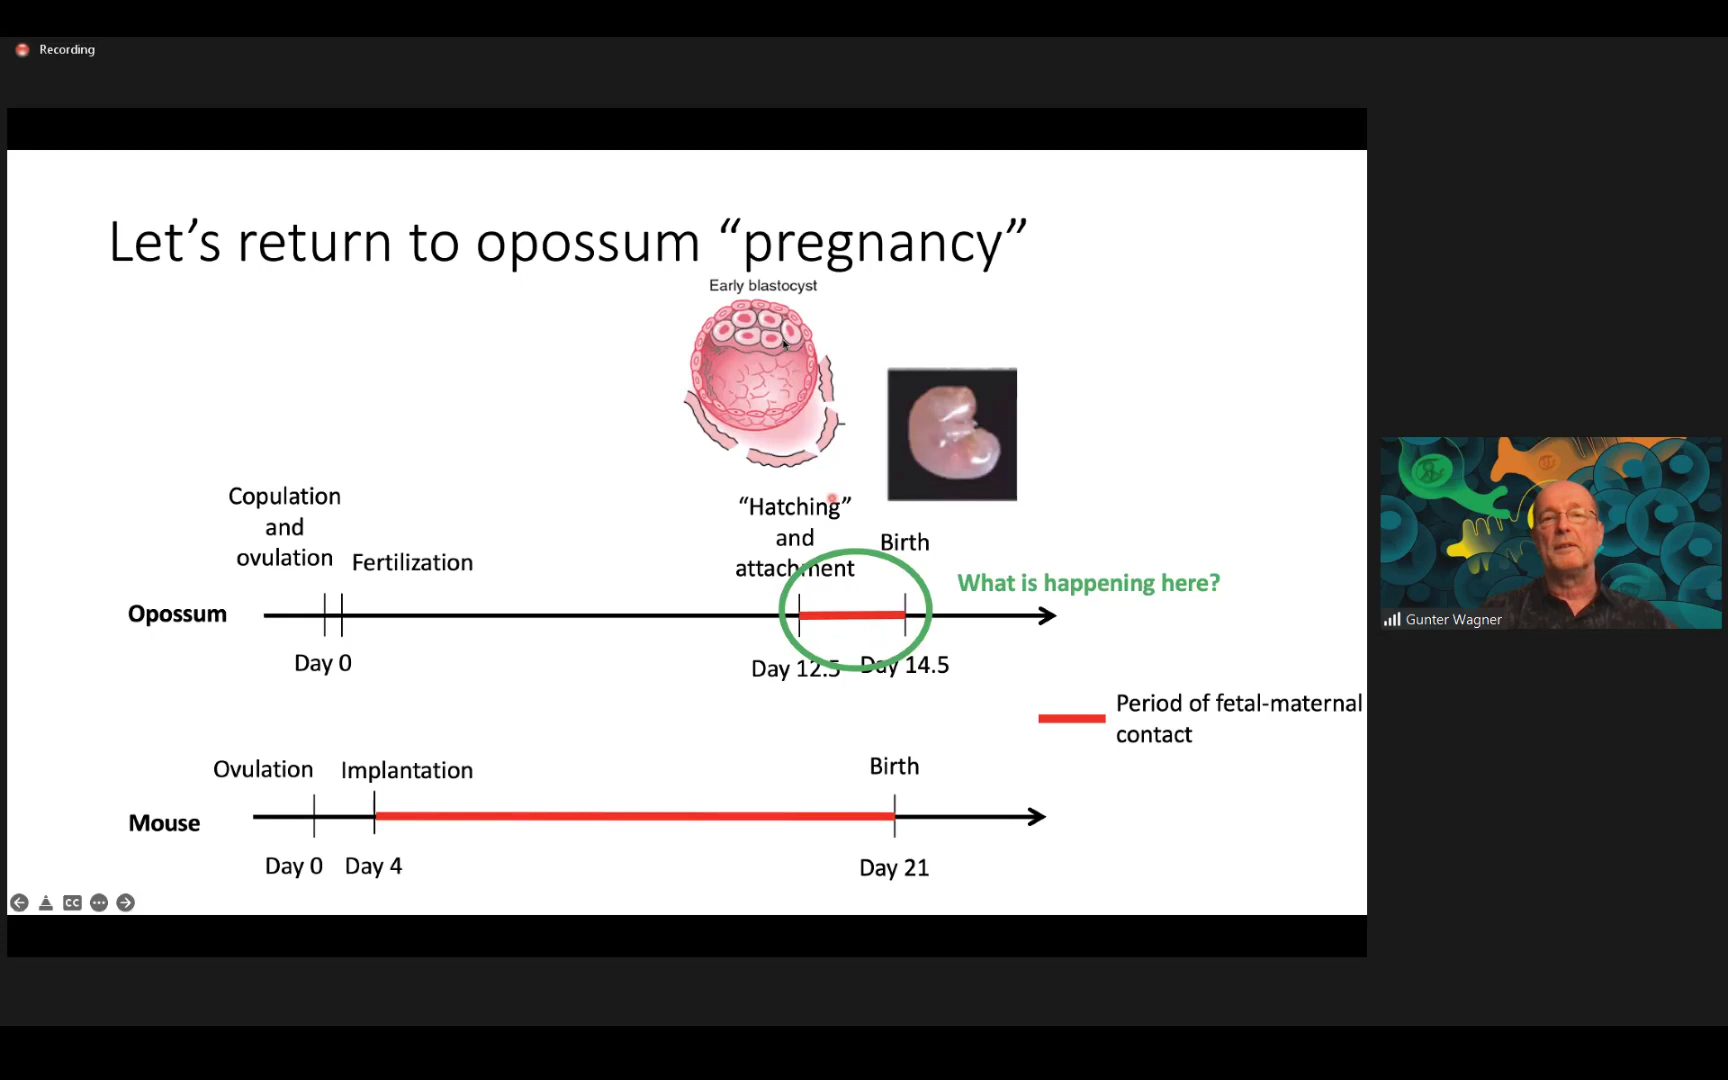 Recording
Let’s return to opossum “pregnancy”
Early blastocyst
Copulation
and
ovulation
Fertilization
“Hatching”
and
attachment
Birth
What is happening here?
Opossum
Day 0
Day 12.5
Day 14.5
Period of fetal-maternal
contact
Ovulation
Implantation
Birth
Mouse
Day 0
Day 4
Day 21
CC
Gunter Wagner